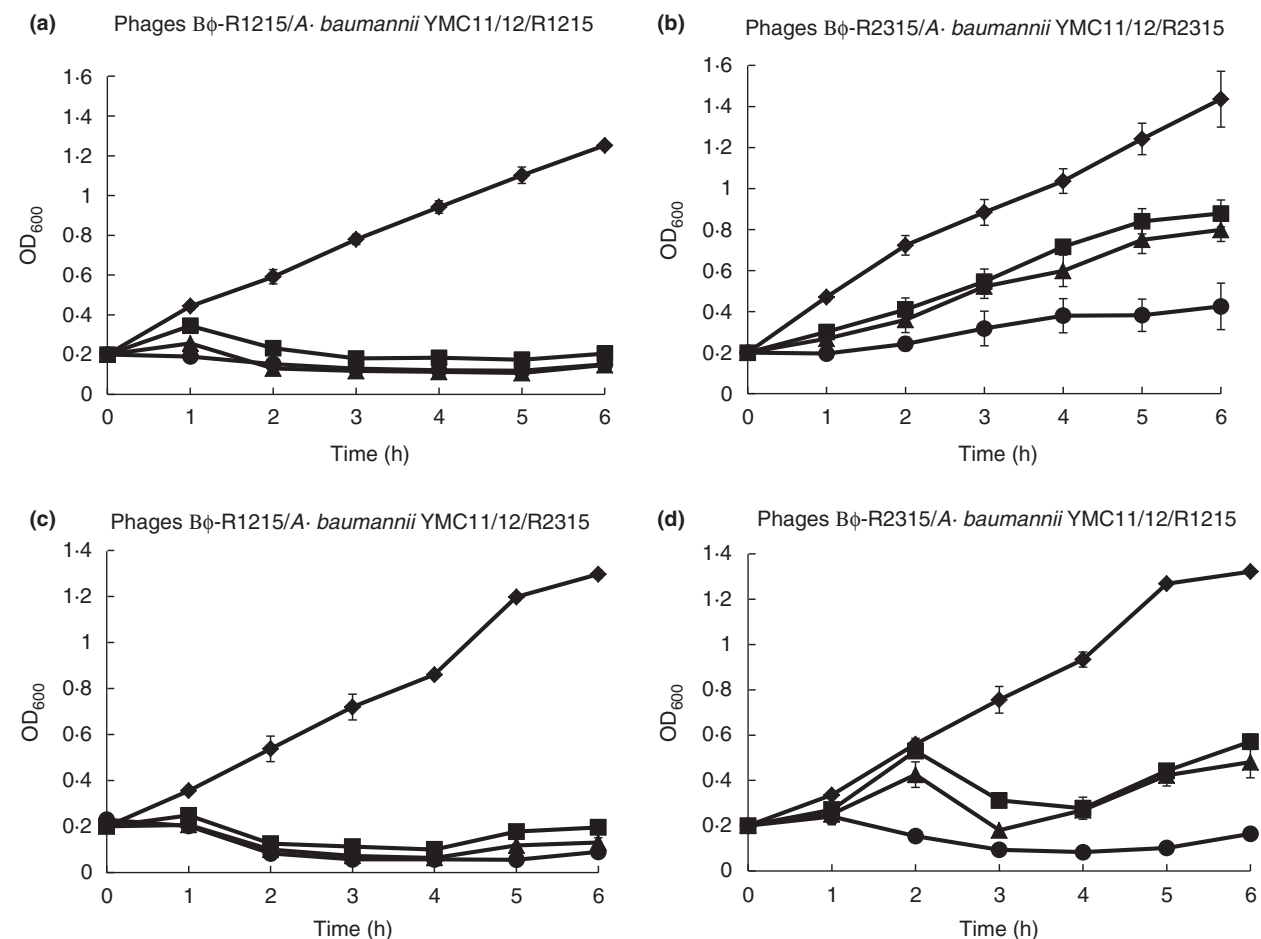 (a) Phages Bϕ-R1215/A· baumannii YMC11/12/R1215
1·6
1·4
1·2
1
0·8
0·6
0·4
0·2
0
OD600
0 1 2 3 4 5 6
Time (h)
(b) Phages Bϕ-R2315/A· baumannii YMC11/12/R2315
1·6
1·4
1·2
1
0·8
0·6
0·4
0·2
0
OD600
0 1 2 3 4 5 6
Time (h)
(c) Phages Bϕ-R1215/A· baumannii YMC11/12/R2315
1·4
1·2
1
0·8
0·6
0·4
0·2
0
OD600
0 1 2 3 4 5 6
Time (h)
(d) Phages Bϕ-R2315/A· baumannii YMC11/12/R1215
1·4
1·2
1
0·8
0·6
0·4
0·2
0
OD600
0 1 2 3 4 5 6
Time (h)